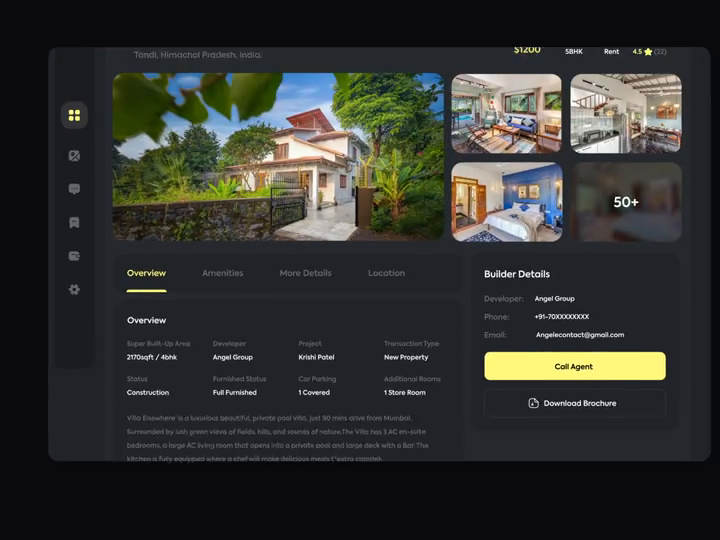 Tandi, Himachal Pradesh, India.
$1200 5BHK Rent 4.5 (22)
50+
Overview Amenities More Details Location
Overview
Super Built-Up Area Developer Project Transaction Type
2170sqft / 4bhk Angel Group Krishi Patel New Property
Status Furnished Status Car Parking Additional Rooms
Construction Full Furnished 1 Covered 1 Store Room
Villa Elsewhere is a luxurious beautiful, private pool villa, just 90 mins drive from Mumbai.
Surrounded by lush green views of fields, hills, and sounds of nature.The Villa has 3 AC en-suite
bedrooms, a large AC living room that opens into a private pool and large deck with a Bar.The
kitchen is fully equipped where a chef will make delicious meals (*extra cost
Builder Details
Developer: Angel Group
Phone: +91-70XXXXXXXX
Email: Angelecontact@gmail.com
Call Agent
Download Brochure